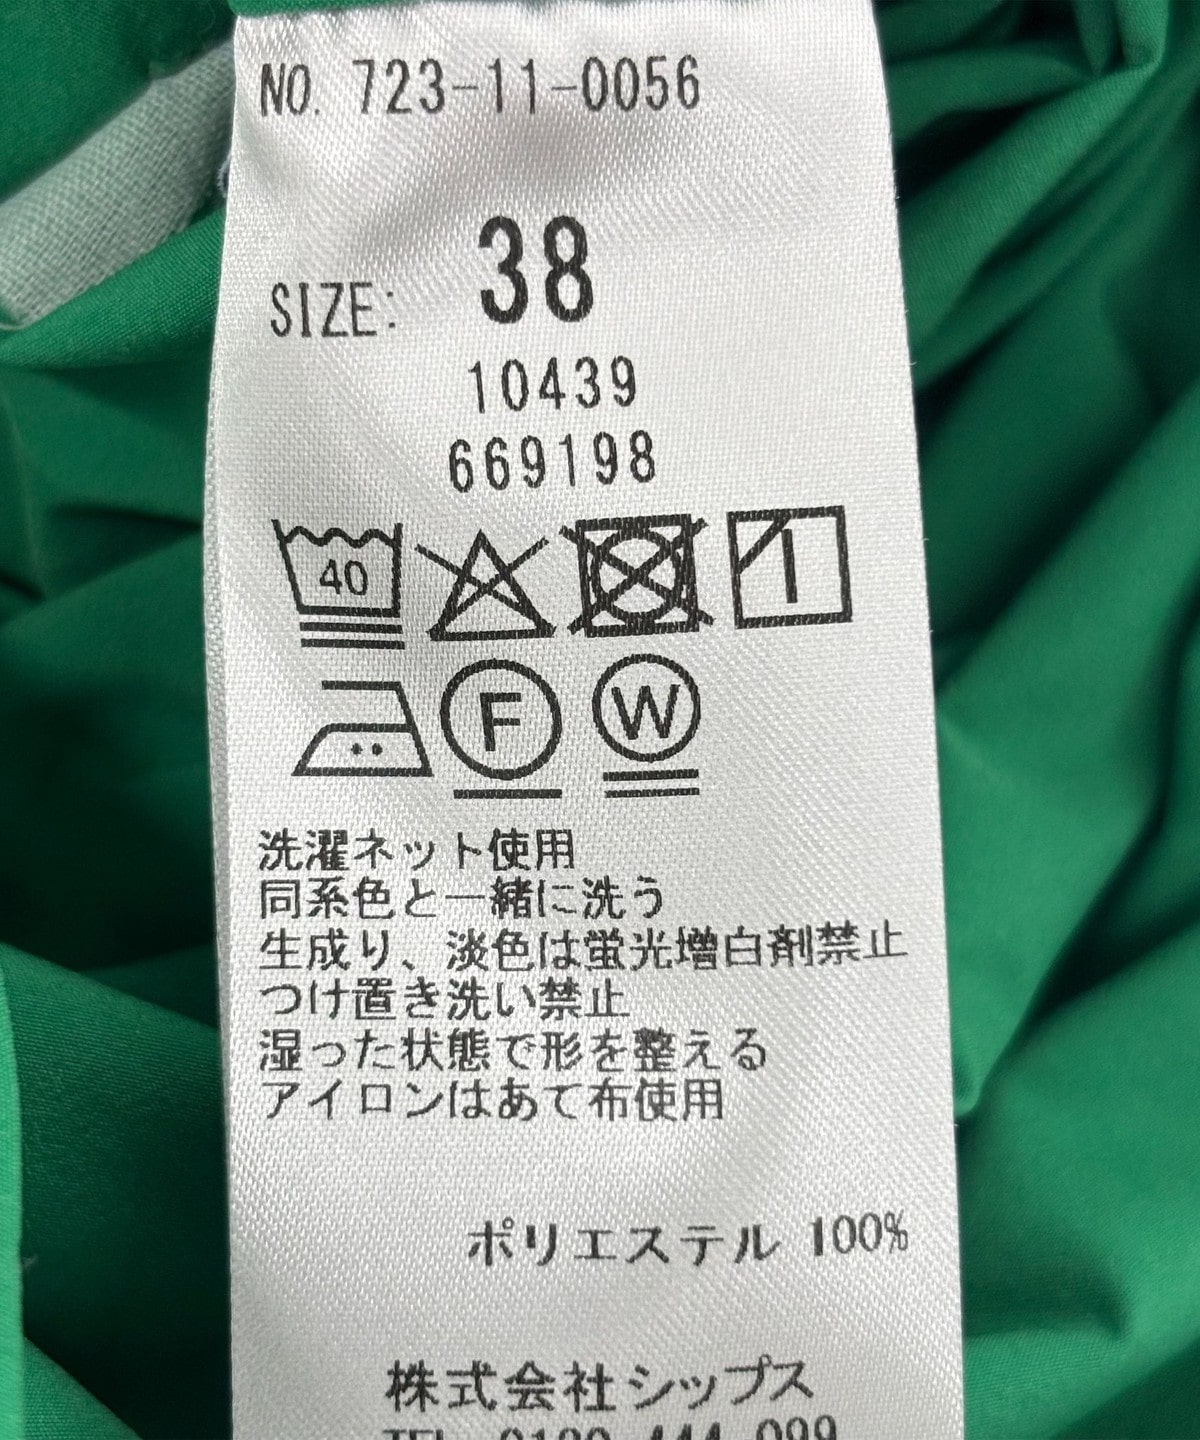 NO. 723-11-0056
SIZE: 38
10439
669198
40
F W
洗濯ネット使用
同系色と一緒に洗う
生成り、淡色は蛍光増白剤禁止
つけ置き洗い禁止
湿った状態で形を整える
アイロンはあて布使用
ポリエステル 100%
株式会社シップス
TEL 0120-444-099